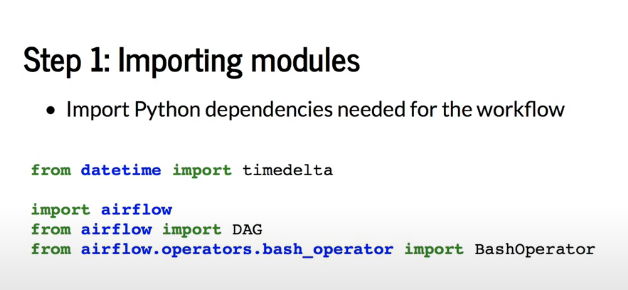 Step 1: Importing modules
• Import Python dependencies needed for the workflow
from datetime import timedelta
import airflow
from airflow import DAG
from airflow.operators.bash_operator import BashOperator